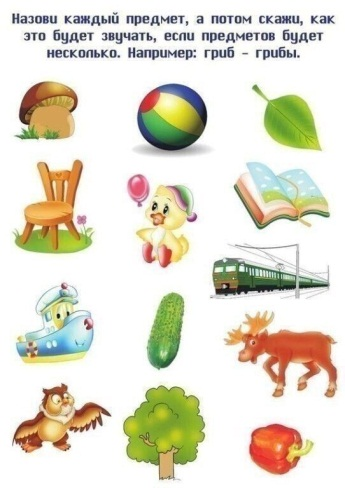 Назови каждый предмет, а потом скажи, как
это будет звучать, если предметов будет
несколько. Например: гриб - грибы.